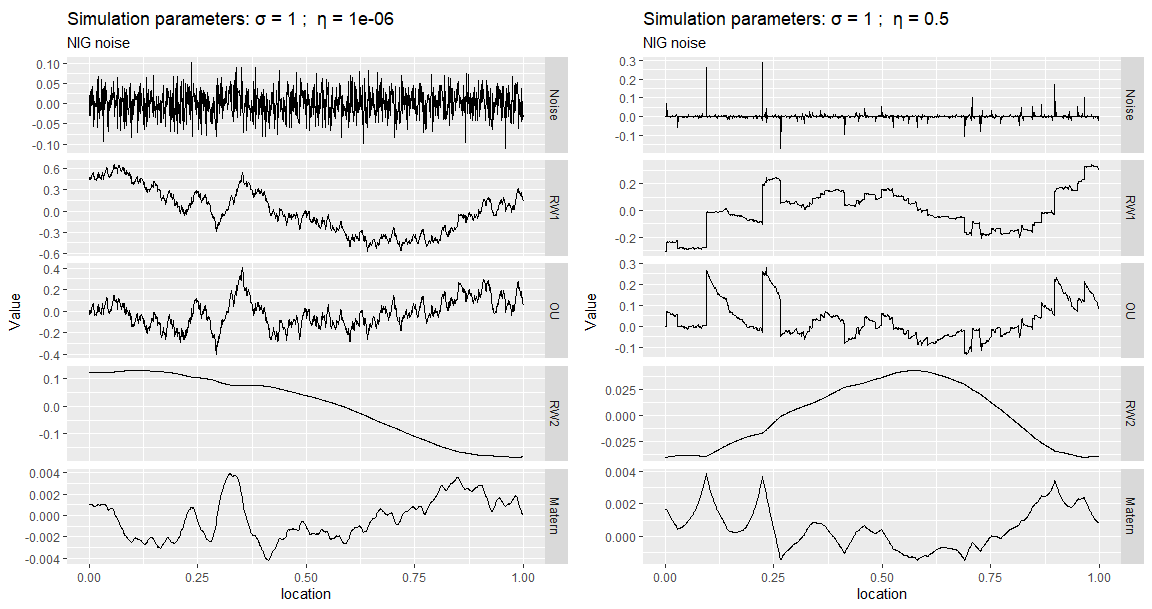 Simulation parameters: σ = 1 ;  η = 1e-06
NIG noise
Value
0.10
0.05
0.00
-0.05
-0.10
Noise
0.6
0.3
0.0
-0.3
-0.6
RW1
0.4
0.2
0.0
-0.2
-0.4
OU
0.1
0.0
-0.1
RW2
0.004
0.002
0.000
-0.002
-0.004
Matern
0.00 0.25 0.50 0.75 1.00
location
Simulation parameters: σ = 1 ;  η = 0.5
NIG noise
Value
0.3
0.2
0.1
0.0
-0.1
Noise
0.2
0.0
-0.2
RW1
0.3
0.2
0.1
0.0
-0.1
OU
0.025
0.000
-0.025
RW2
0.004
0.002
0.000
Matern
0.00 0.25 0.50 0.75 1.00
location